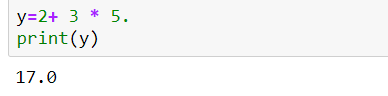 y=2+ 3 * 5.
print(y)
17.0